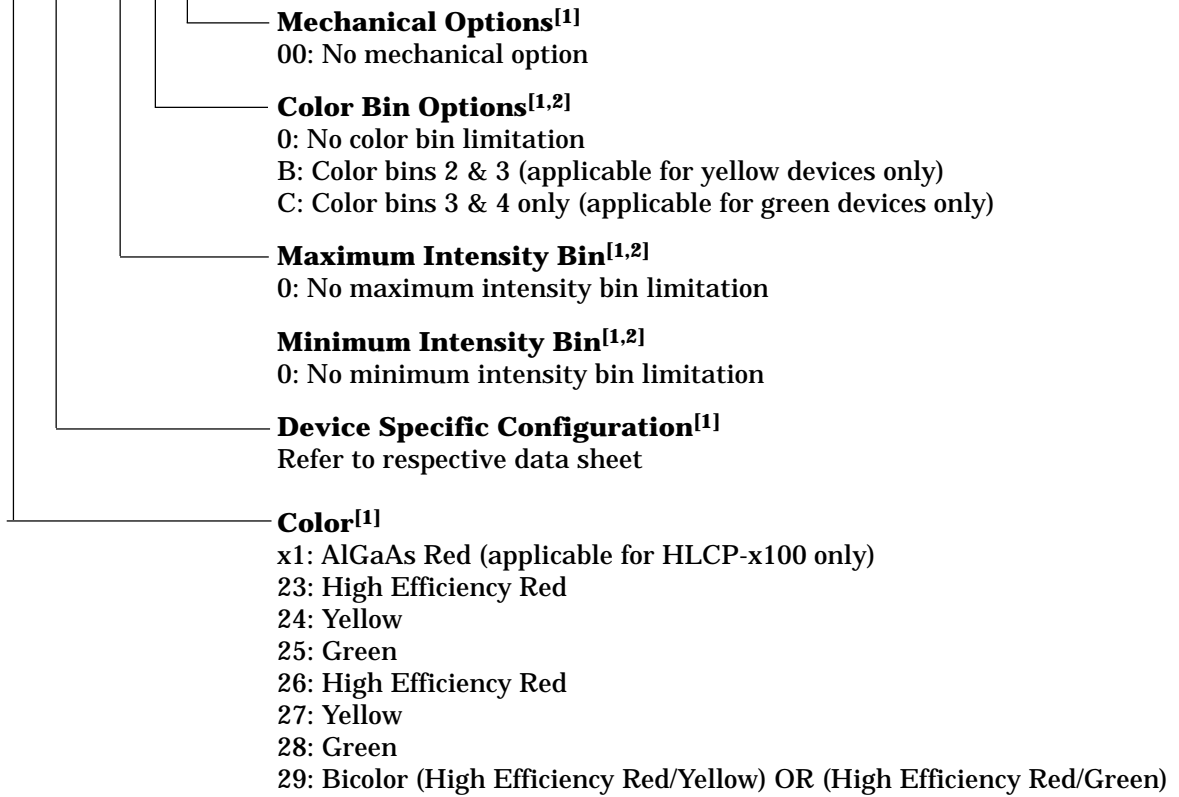 Mechanical Options[1]
00: No mechanical option
Color Bin Options[1,2]
0: No color bin limitation
B: Color bins 2 & 3 (applicable for yellow devices only)
C: Color bins 3 & 4 only (applicable for green devices only)
Maximum Intensity Bin[1,2]
0: No maximum intensity bin limitation
Minimum Intensity Bin[1,2]
0: No minimum intensity bin limitation
Device Specific Configuration[1]
Refer to respective data sheet
Color[1]
x1: AlGaAs Red (applicable for HLCP-x100 only)
23: High Efficiency Red
24: Yellow
25: Green
26: High Efficiency Red
27: Yellow
28: Green
29: Bicolor (High Efficiency Red/Yellow) OR (High Efficiency Red/Green)